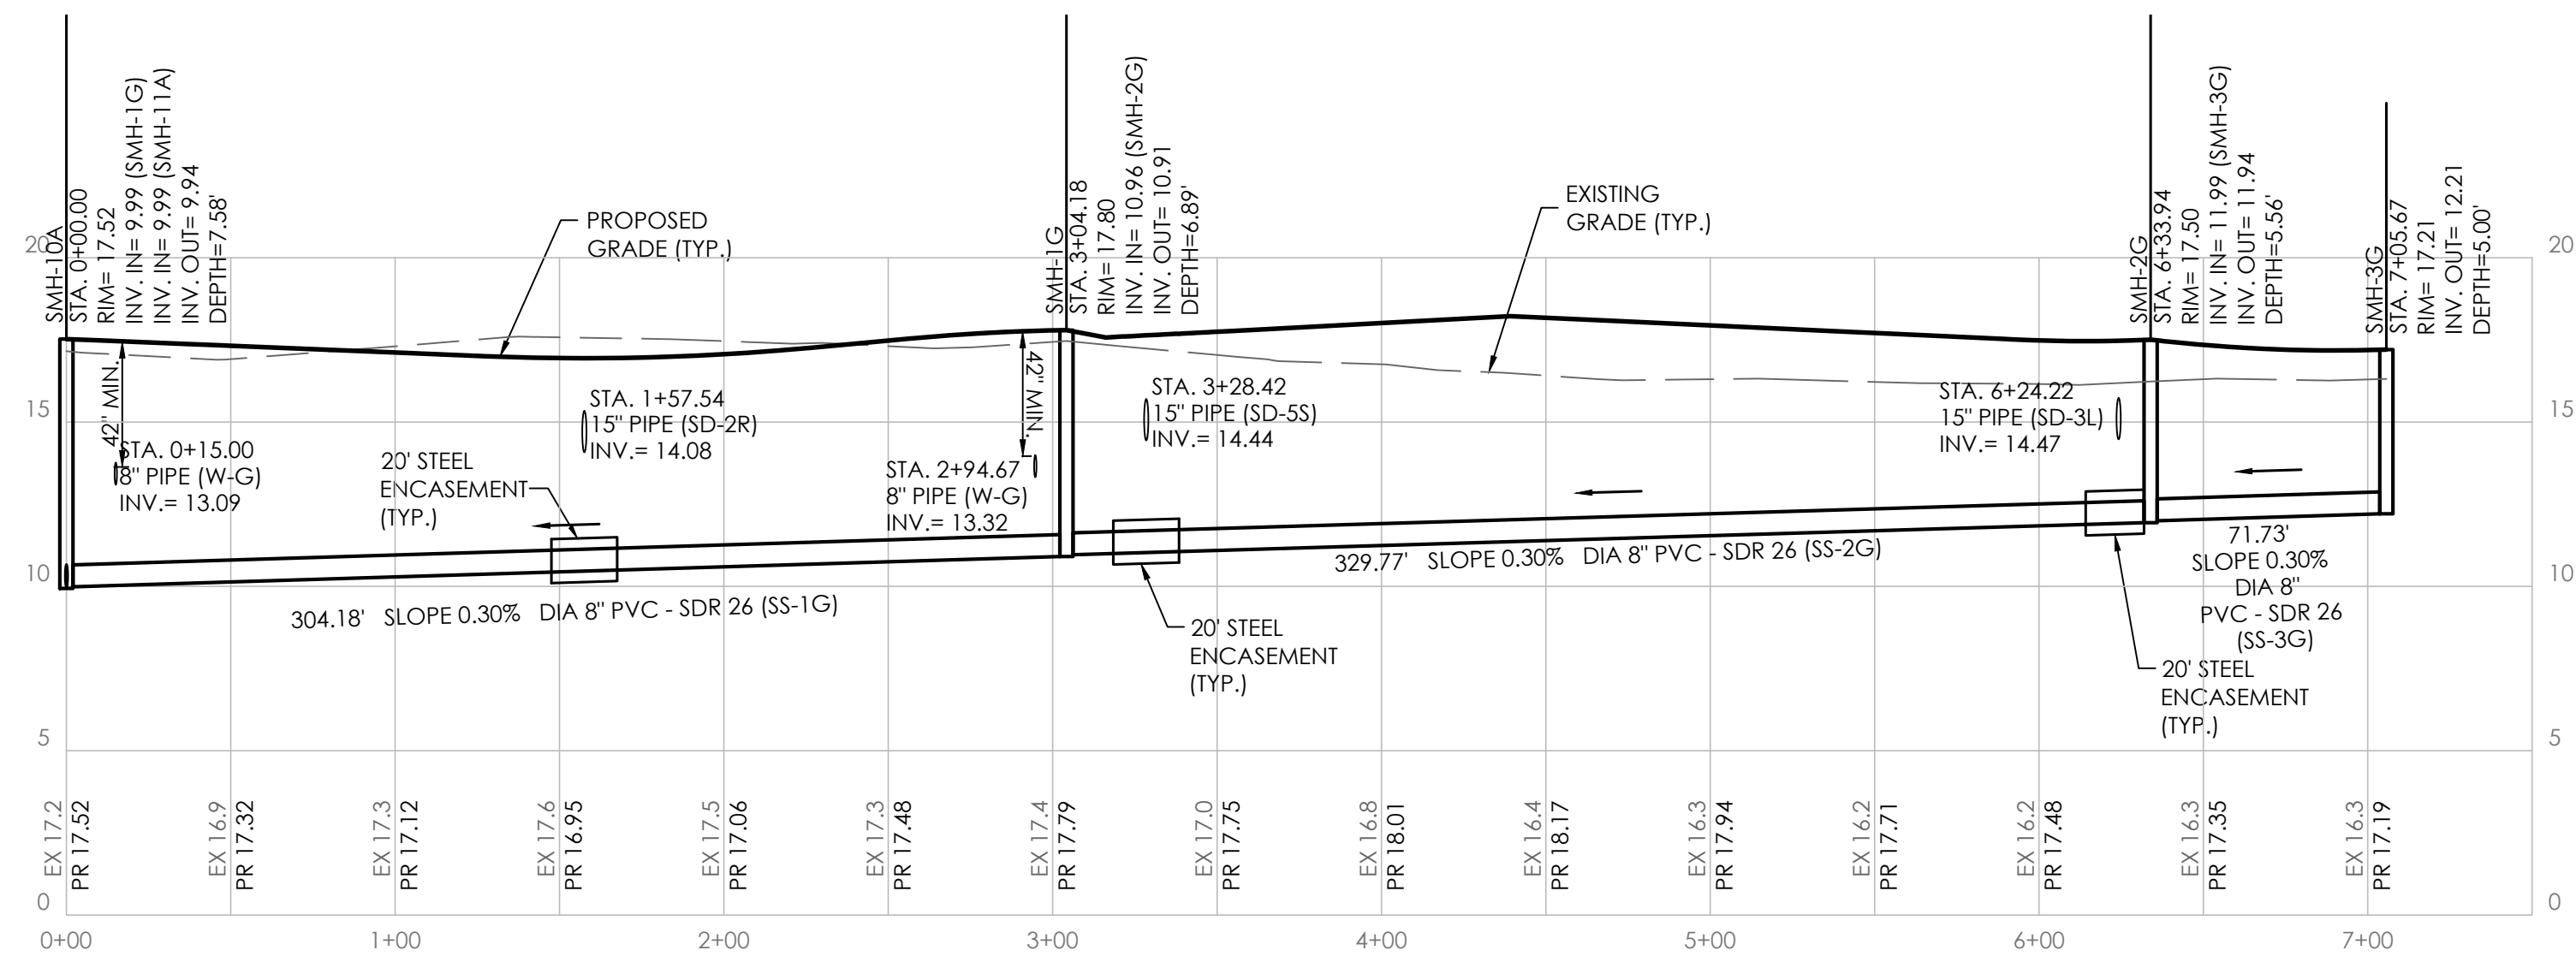 SMH-10A
STA. 0+00.00
RIM= 17.52
INV. IN= 9.99 (SMH-1G)
INV. IN= 9.99 (SMH-11A)
INV. OUT= 9.94
DEPTH=7.58'
PROPOSED
GRADE (TYP.)
SMH-1G
STA. 3+04.18
RIM= 17.80
INV. IN= 10.96 (SMH-2G)
INV. OUT= 10.91
DEPTH=6.89'
EXISTING
GRADE (TYP.)
SMH-2G
STA. 6+33.94
RIM= 17.50
INV. IN= 11.99 (SMH-3G)
INV. OUT= 11.94
DEPTH=5.56'
SMH-3G
STA. 7+05.67
RIM= 17.21
INV. OUT= 12.21
DEPTH=5.00'
20
15
10
5
0
20
15
10
5
0
42" MIN.
STA. 0+15.00
8" PIPE (W-G)
INV.= 13.09
20' STEEL
ENCASEMENT
(TYP.)
STA. 1+57.54
15" PIPE (SD-2R)
INV.= 14.08
STA. 2+94.67
8" PIPE (W-G)
INV.= 13.32
42" MIN.
STA. 3+28.42
15" PIPE (SD-5S)
INV.= 14.44
STA. 6+24.22
15" PIPE (SD-3L)
INV.= 14.47
304.18' SLOPE 0.30% DIA 8" PVC - SDR 26 (SS-1G)
329.77' SLOPE 0.30% DIA 8" PVC - SDR 26 (SS-2G)
71.73'
SLOPE 0.30%
DIA 8"
PVC - SDR 26
(SS-3G)
20' STEEL
ENCASEMENT
(TYP.)
20' STEEL
ENCASEMENT
(TYP.)
EX 17.2
PR 17.52
EX 16.9
PR 17.32
EX 17.3
PR 17.12
EX 17.6
PR 16.95
EX 17.5
PR 17.06
EX 17.3
PR 17.48
EX 17.4
PR 17.79
EX 17.0
PR 17.75
EX 16.8
PR 18.01
EX 16.4
PR 18.17
EX 16.3
PR 17.94
EX 16.2
PR 17.71
EX 16.2
PR 17.48
EX 16.3
PR 17.35
EX 16.3
PR 17.19
0+00
1+00
2+00
3+00
4+00
5+00
6+00
7+00